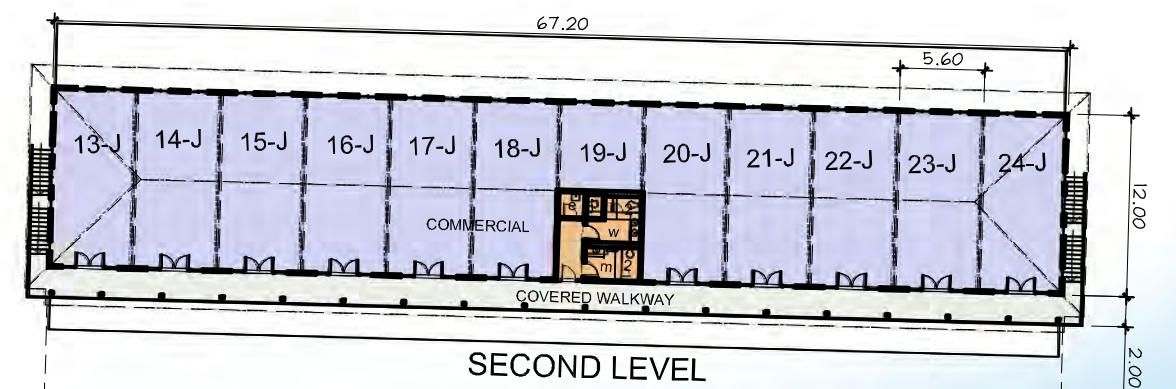 67.20
5.60
13-J 14-J 15-J 16-J 17-J 18-J 19-J 20-J 21-J 22-J 23-J 24-J
12.00
COMMERCIAL
w
m
COVERED WALKWAY
2.00
SECOND LEVEL